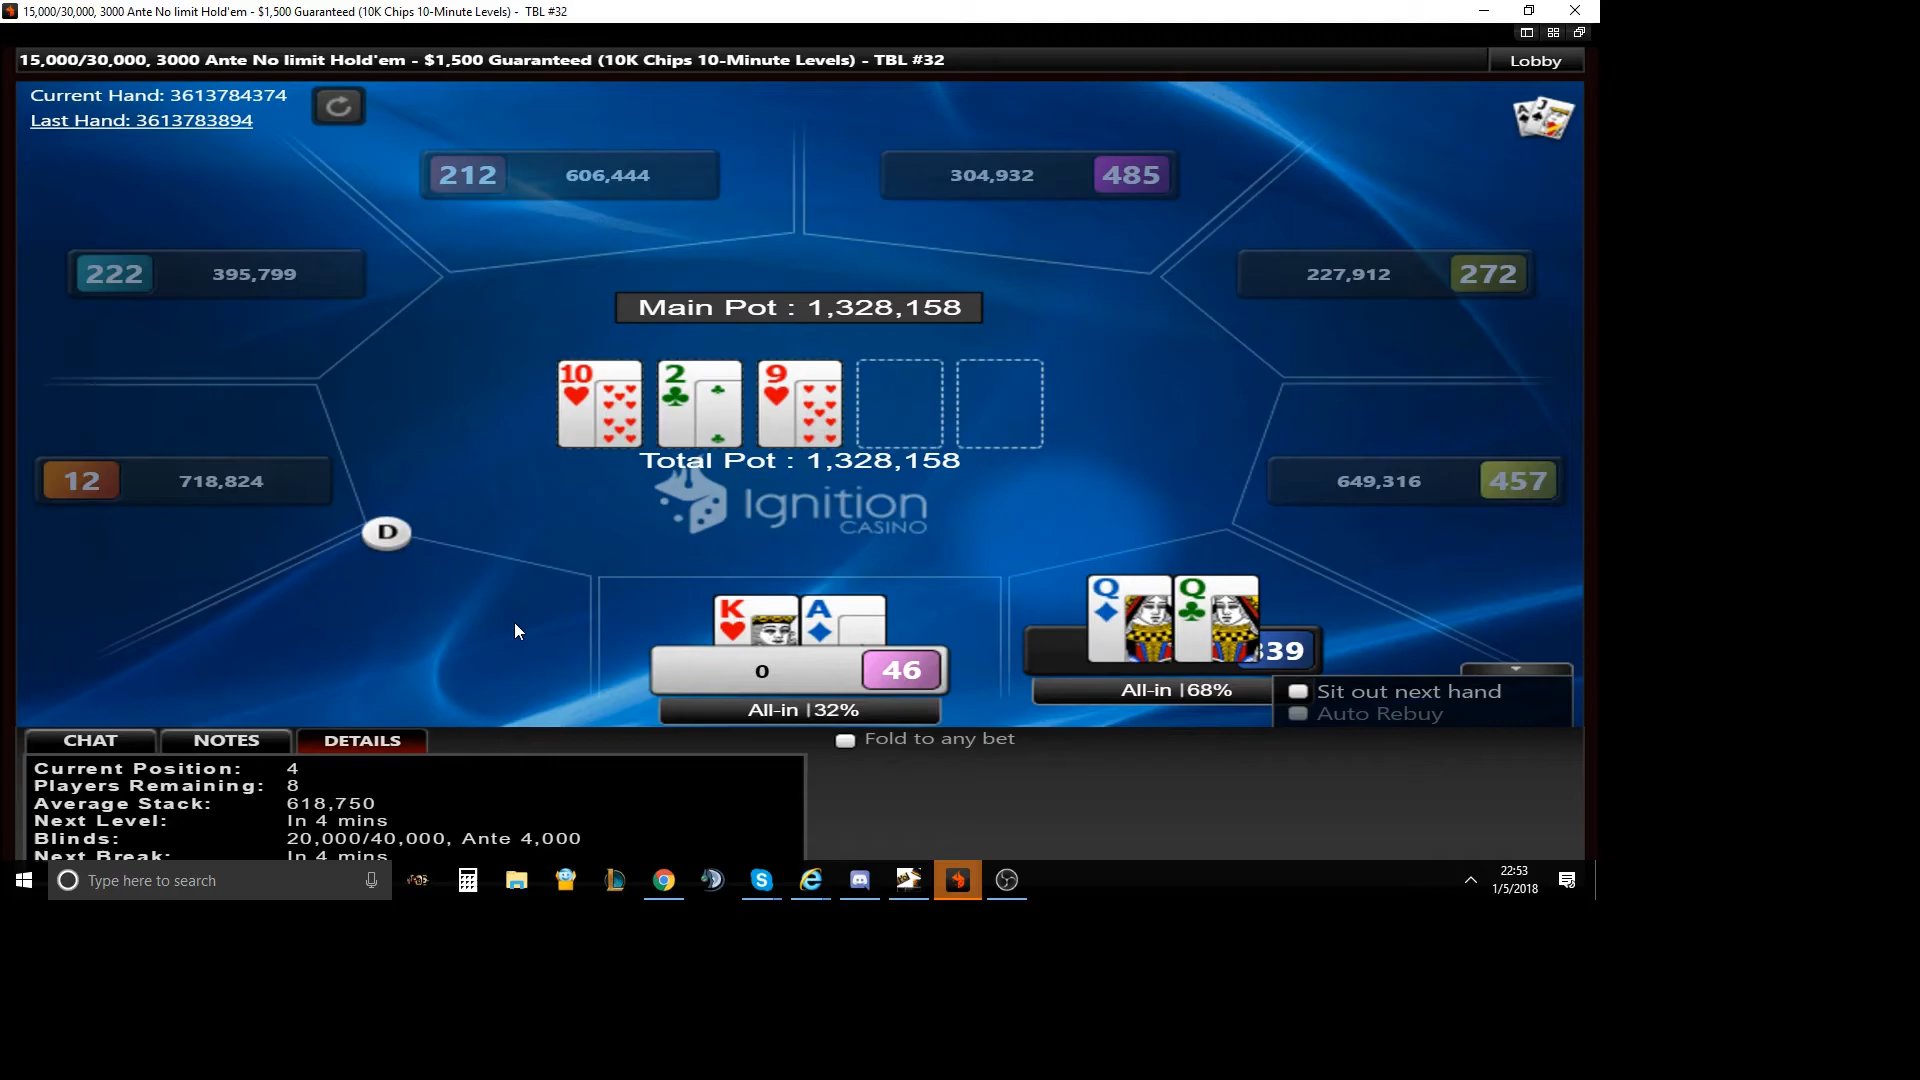 15,000/30,000, 3000 Ante No limit Hold'em - $1,500 Guaranteed (10K Chips 10-Minute Levels) - TBL #32
15,000/30,000, 3000 Ante No limit Hold'em - $1,500 Guaranteed (10K Chips 10-Minute Levels) - TBL #32
Lobby
Current Hand: 3613784374
Last Hand: 3613783894
A J
212 606,444
304,932 485
222 395,799
227,912 272
Main Pot : 1,328,158
10 2 9
Total Pot : 1,328,158
12 718,824
649,316 457
Ignition
CASINO
D
K A
Q Q
0 46
39
All-in |32%
All-in |68%
Sit out next hand
Auto Rebuy
CHAT NOTES DETAILS
Fold to any bet
Current Position: 4
Players Remaining: 8
Average Stack: 618,750
Next Level: In 4 mins
Blinds: 20,000/40,000, Ante 4,000
Next Break: In 4 mins
Type here to search
22:53
1/5/2018